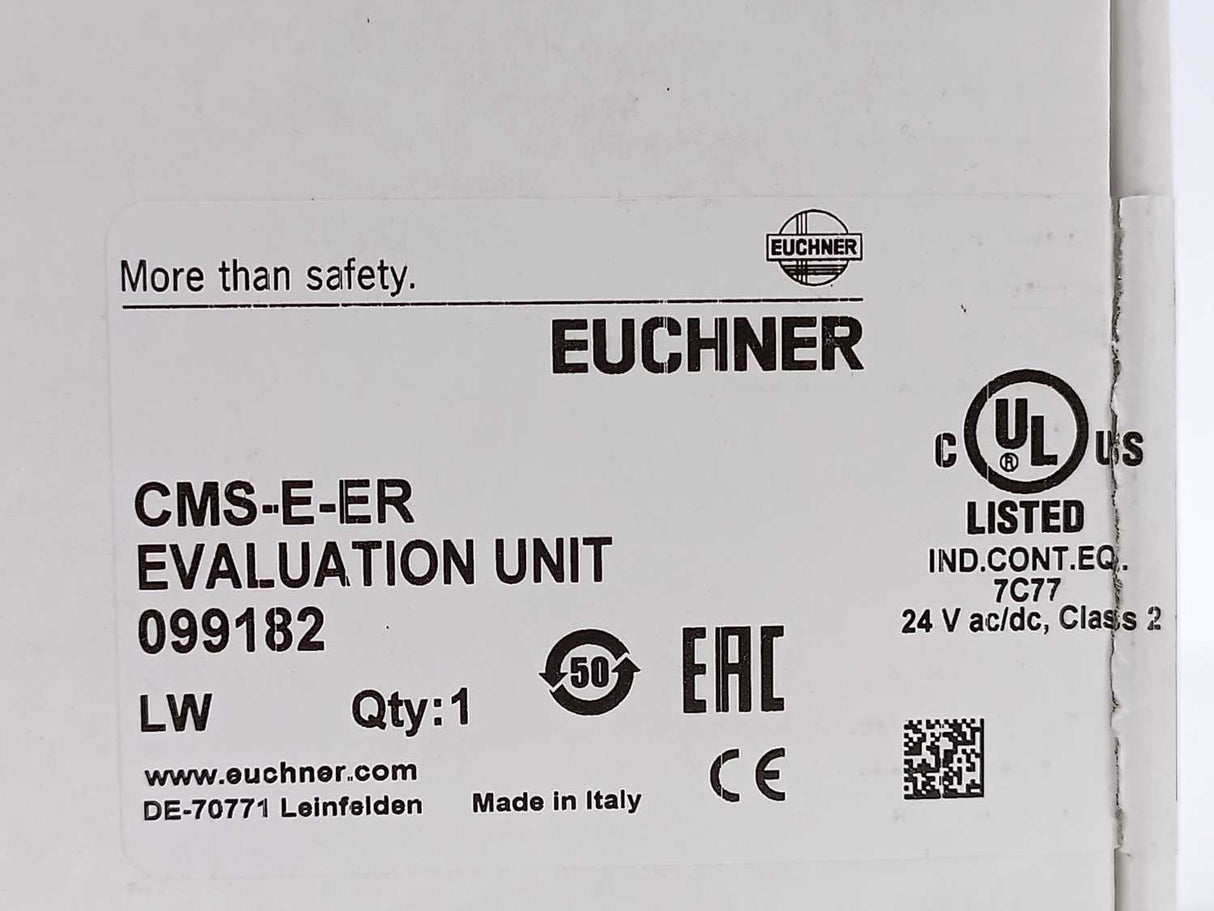 More than safety.
EUCHNER
EUCHNER
CMS-E-ER
EVALUATION UNIT
099182
LW Qty:1
www.euchner.com
DE-70771 Leinfelden
Made in Italy
50
EAC
CE
C UL US
®
LISTED
IND.CONT.EQ.
7C77
24 V ac/dc, Class 2